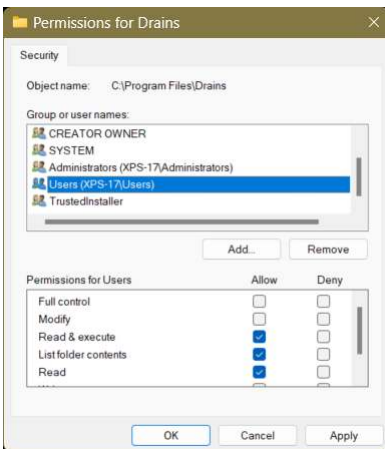 Permissions for Drains
Security
Object name: C:\Program Files\Drains
Group or user names:
CREATOR OWNER
SYSTEM
Administrators (XPS-17\Administrators)
Users (XPS-17\Users)
TrustedInstaller
Add... Remove
Permissions for Users Allow Deny
Full control
Modify
Read & execute
List folder contents
Read
OK Cancel Apply